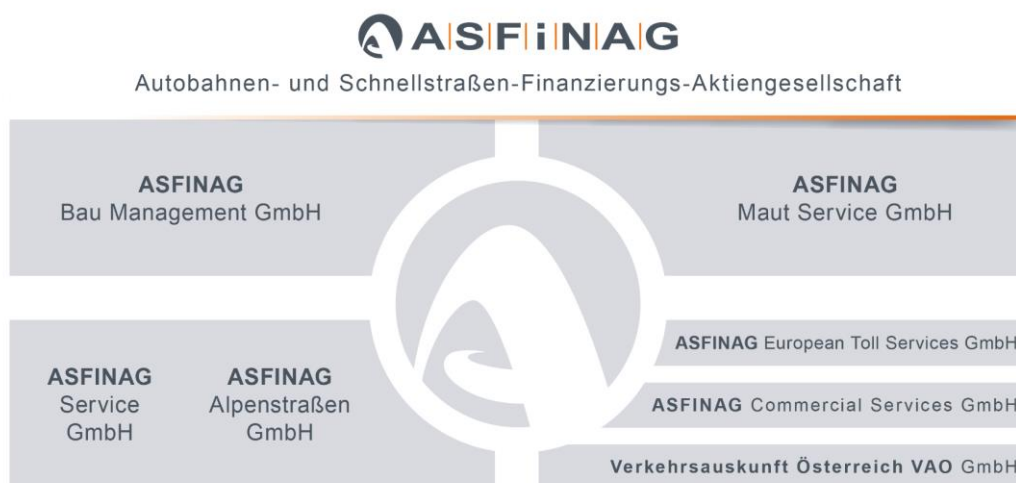 ASFiNAG
Autobahnen- und Schnellstraßen-Finanzierungs-Aktiengesellschaft
ASFINAG
Bau Management GmbH
ASFINAG
Maut Service GmbH
ASFINAG
Service
GmbH
ASFINAG
Alpenstraßen
GmbH
ASFINAG European Toll Services GmbH
ASFINAG Commercial Services GmbH
Verkehrsauskunft Österreich VAO GmbH